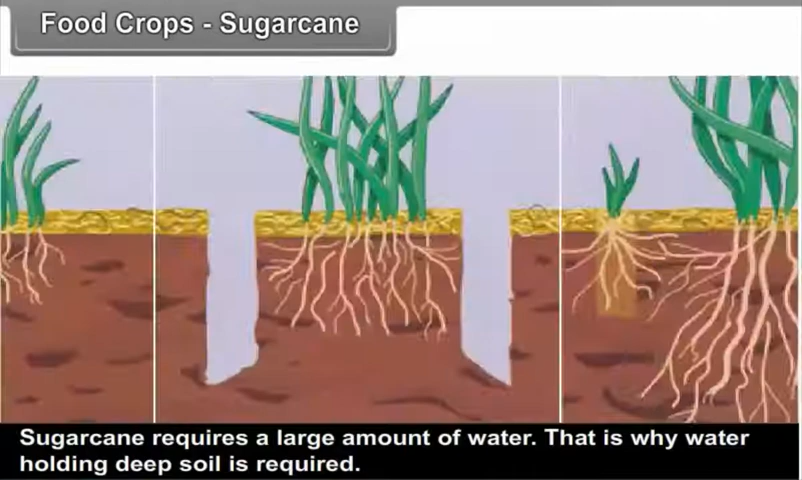 Food Crops - Sugarcane
Sugarcane requires a large amount of water. That is why water
holding deep soil is required.